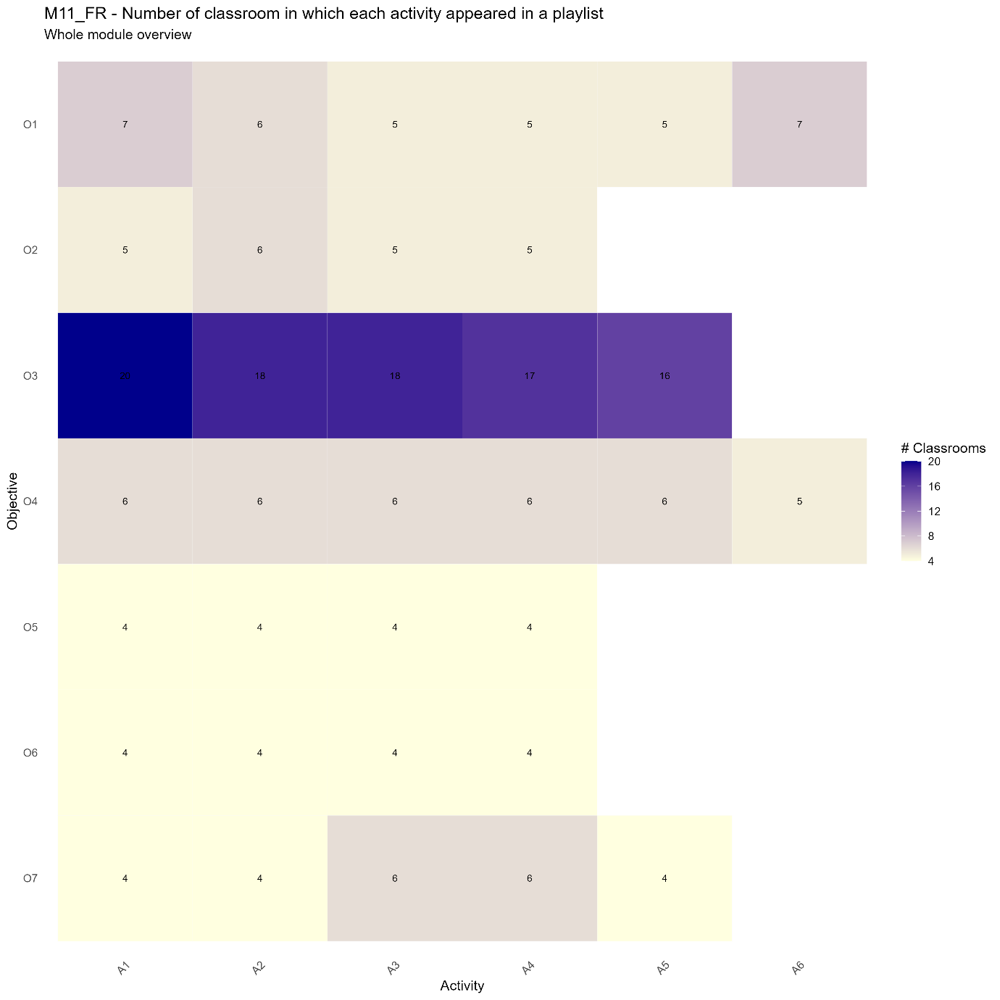 M11_FR - Number of classroom in which each activity appeared in a playlist
Whole module overview
O1 7 6 5 5 5 7
O2 5 6 5 5
O3 20 18 18 17 16
O4 6 6 6 6 6 5
O5 4 4 4 4
O6 4 4 4 4
O7 4 4 6 6 4
A1 A2 A3 A4 A5 A6
Activity
Objective
# Classrooms
20
16
12
8
4